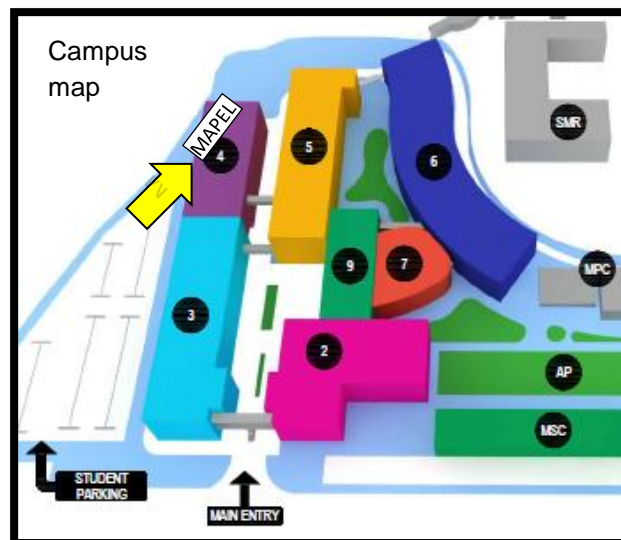 Campus
map
MAPEL
4
5
6
SMR
9
7
MPC
3
2
AP
MSC
STUDENT
PARKING
MAIN ENTRY